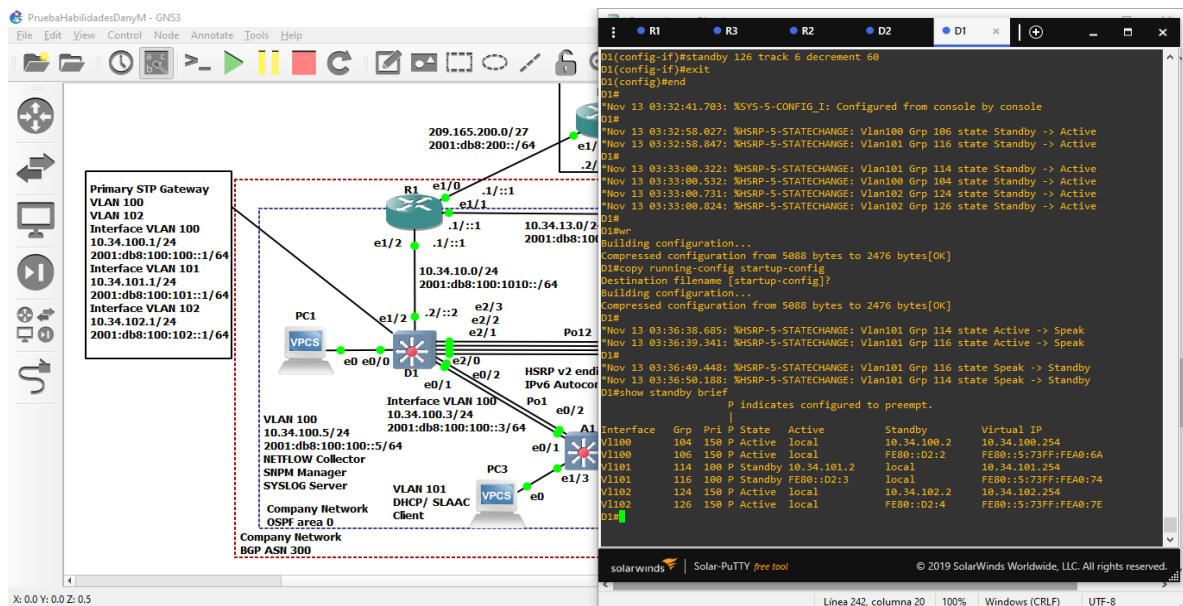 PruebaHabilidadesDanyM - GNS3
File Edit View Control Node Annotate Tools Help
209.165.200.0/27
2001:db8:200::/64
e1/
.2/
Primary STP Gateway
VLAN 100
VLAN 102
Interface VLAN 100
10.34.100.1/24
2001:db8:100:100::1/64
Interface VLAN 101
10.34.101.1/24
2001:db8:100:101::1/64
Interface VLAN 102
10.34.102.1/24
2001:db8:100:102::1/64
R1
e1/0
.1/::1
e1/1
.1/::1
10.34.13.0/2
2001:db8:100
e1/2
.1/::1
10.34.10.0/24
2001:db8:100:1010::/64
PC1
VPCS
e1/2
.2/::2
e2/3
e2/2
e2/1
Po12
e0 e0/0
D1
e2/0
e0/2
e0/1
HSRP v2 endi
IPv6 Autocor
Interface VLAN 100
10.34.100.3/24
2001:db8:100:100::3/64
Po1
e0/2
A1
e0/1
e1/3
VLAN 100
10.34.100.5/24
2001:db8:100:100::5/64
NETFLOW Collector
SNPM Manager
SYSLOG Server
PC3
VPCS
e0
VLAN 101
DHCP/ SLAAC
Client
Company Network
OSPF area 0
Company Network
BGP ASN 300
X: 0.0 Y: 0.0 Z: 0.5
R1 R3 R2 D2 D1
D1(config-if)#standby 126 track 6 decrement 60
D1(config-if)#exit
D1(config)#end
D1#
*Nov 13 03:32:41.703: %SYS-5-CONFIG_I: Configured from console by console
D1#
*Nov 13 03:32:58.027: %HSRP-5-STATECHANGE: Vlan100 Grp 106 state Standby -> Active
*Nov 13 03:32:58.847: %HSRP-5-STATECHANGE: Vlan101 Grp 116 state Standby -> Active
D1#
*Nov 13 03:33:00.322: %HSRP-5-STATECHANGE: Vlan101 Grp 114 state Standby -> Active
*Nov 13 03:33:00.532: %HSRP-5-STATECHANGE: Vlan100 Grp 104 state Standby -> Active
*Nov 13 03:33:00.731: %HSRP-5-STATECHANGE: Vlan102 Grp 124 state Standby -> Active
*Nov 13 03:33:00.824: %HSRP-5-STATECHANGE: Vlan102 Grp 126 state Standby -> Active
D1#
D1#wr
Building configuration...
Compressed configuration from 5088 bytes to 2476 bytes[OK]
D1#copy running-config startup-config
Destination filename [startup-config]?
Building configuration...
Compressed configuration from 5088 bytes to 2476 bytes[OK]
D1#
*Nov 13 03:36:38.685: %HSRP-5-STATECHANGE: Vlan101 Grp 114 state Active -> Speak
*Nov 13 03:36:39.341: %HSRP-5-STATECHANGE: Vlan101 Grp 116 state Active -> Speak
D1#
*Nov 13 03:36:49.448: %HSRP-5-STATECHANGE: Vlan101 Grp 116 state Speak -> Standby
*Nov 13 03:36:50.188: %HSRP-5-STATECHANGE: Vlan101 Grp 114 state Speak -> Standby
D1#show standby brief
P indicates configured to preempt.
|
Interface Grp Pri P State Active Standby Virtual IP
Vl100 104 150 P Active local 10.34.100.2 10.34.100.254
Vl100 106 150 P Active local FE80::D2:2 FE80::5:73FF:FEA0:6A
Vl101 114 100 P Standby 10.34.101.2 local 10.34.101.254
Vl101 116 100 P Standby FE80::D2:3 local FE80::5:73FF:FEA0:74
Vl102 124 150 P Active local 10.34.102.2 10.34.102.254
Vl102 126 150 P Active local FE80::D2:4 FE80::5:73FF:FEA0:7E
D1#
solarwinds Solar-PuTTY free tool © 2019 SolarWinds Worldwide, LLC. All rights reserved.
Línea 242, columna 20 100% Windows (CRLF) UTF-8